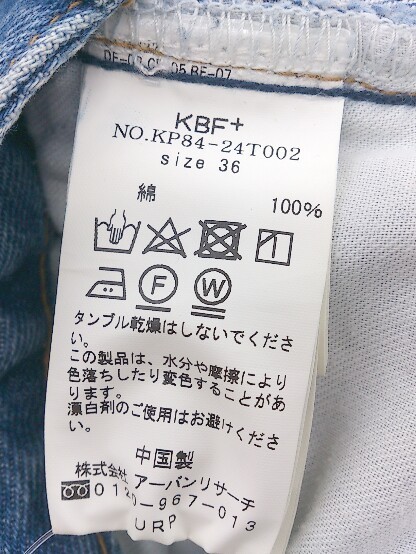 KBF+
NO.KP84-24T002
size 36
綿 100%
F W
タンブル乾燥はしないでくださ
い。
この製品は、水分や摩擦により
色落ちしたり変色することがあ
ります。
漂白剤のご使用はお避けくださ
い。
中国製
株式会社 アーバンリサーチ
0120-967-013
URP